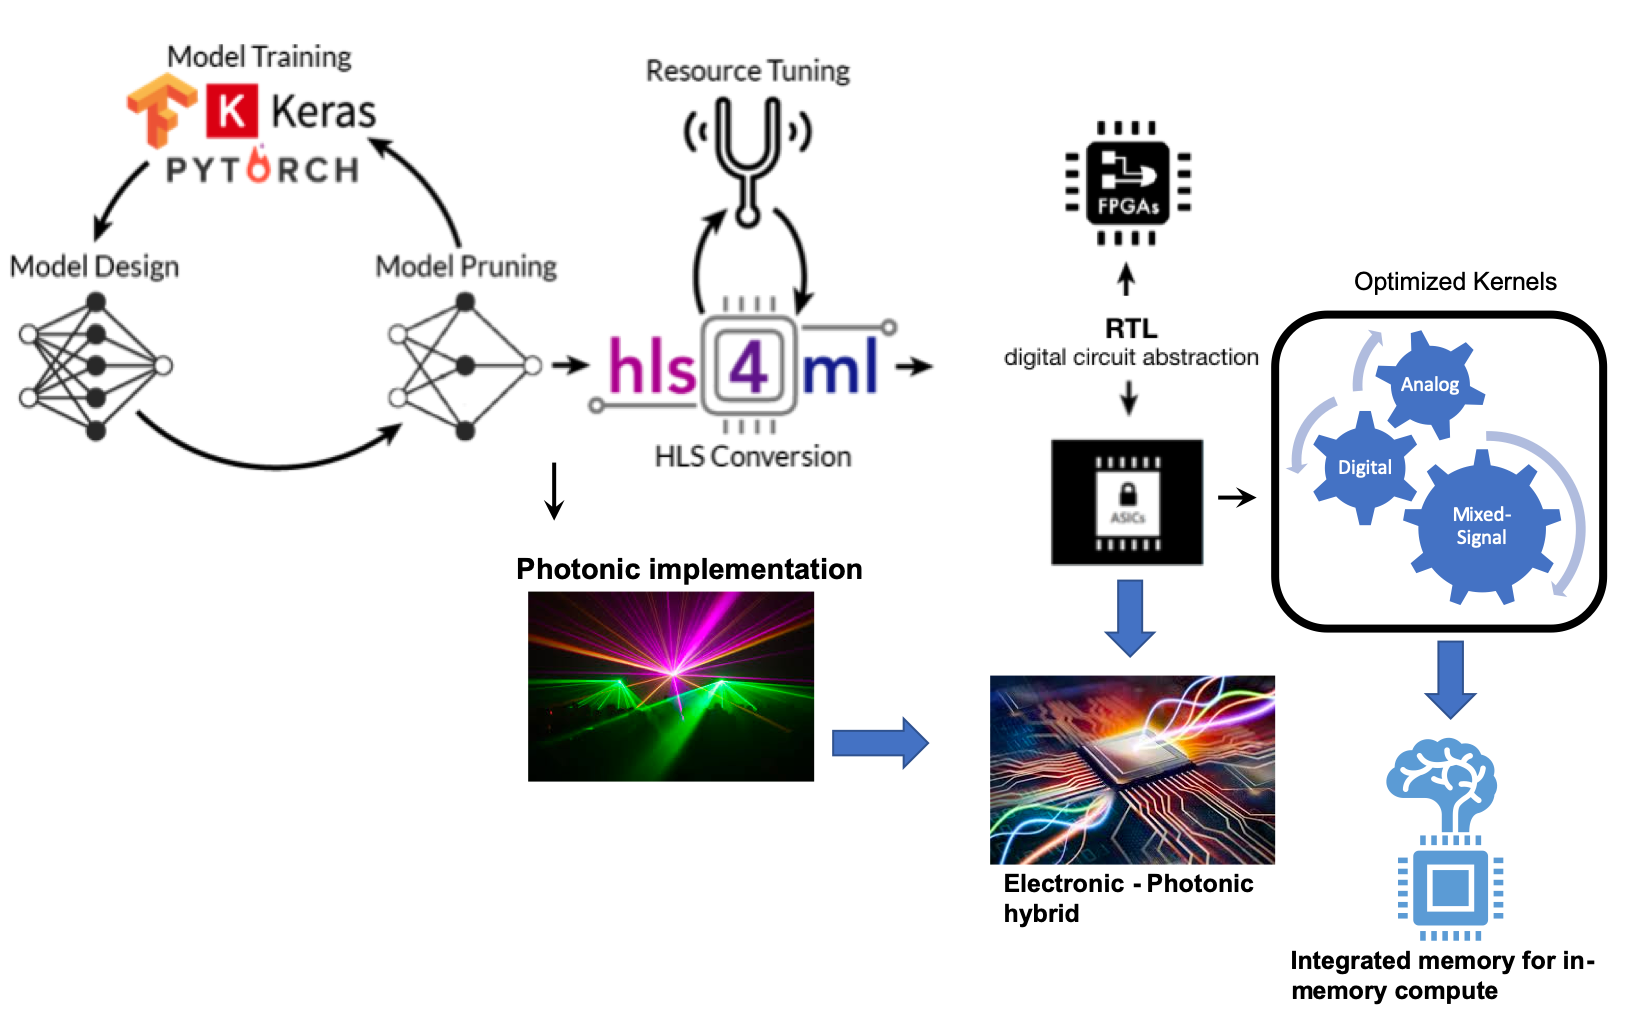 Model Training
K Keras
PYTORCH
Model Design
Model Pruning
Resource Tuning
hls 4 ml
HLS Conversion
FPGAs
RTL
digital circuit abstraction
ASICs
Optimized Kernels
Analog
Digital
Mixed-
Signal
Photonic implementation
Electronic - Photonic
hybrid
Integrated memory for in-
memory compute